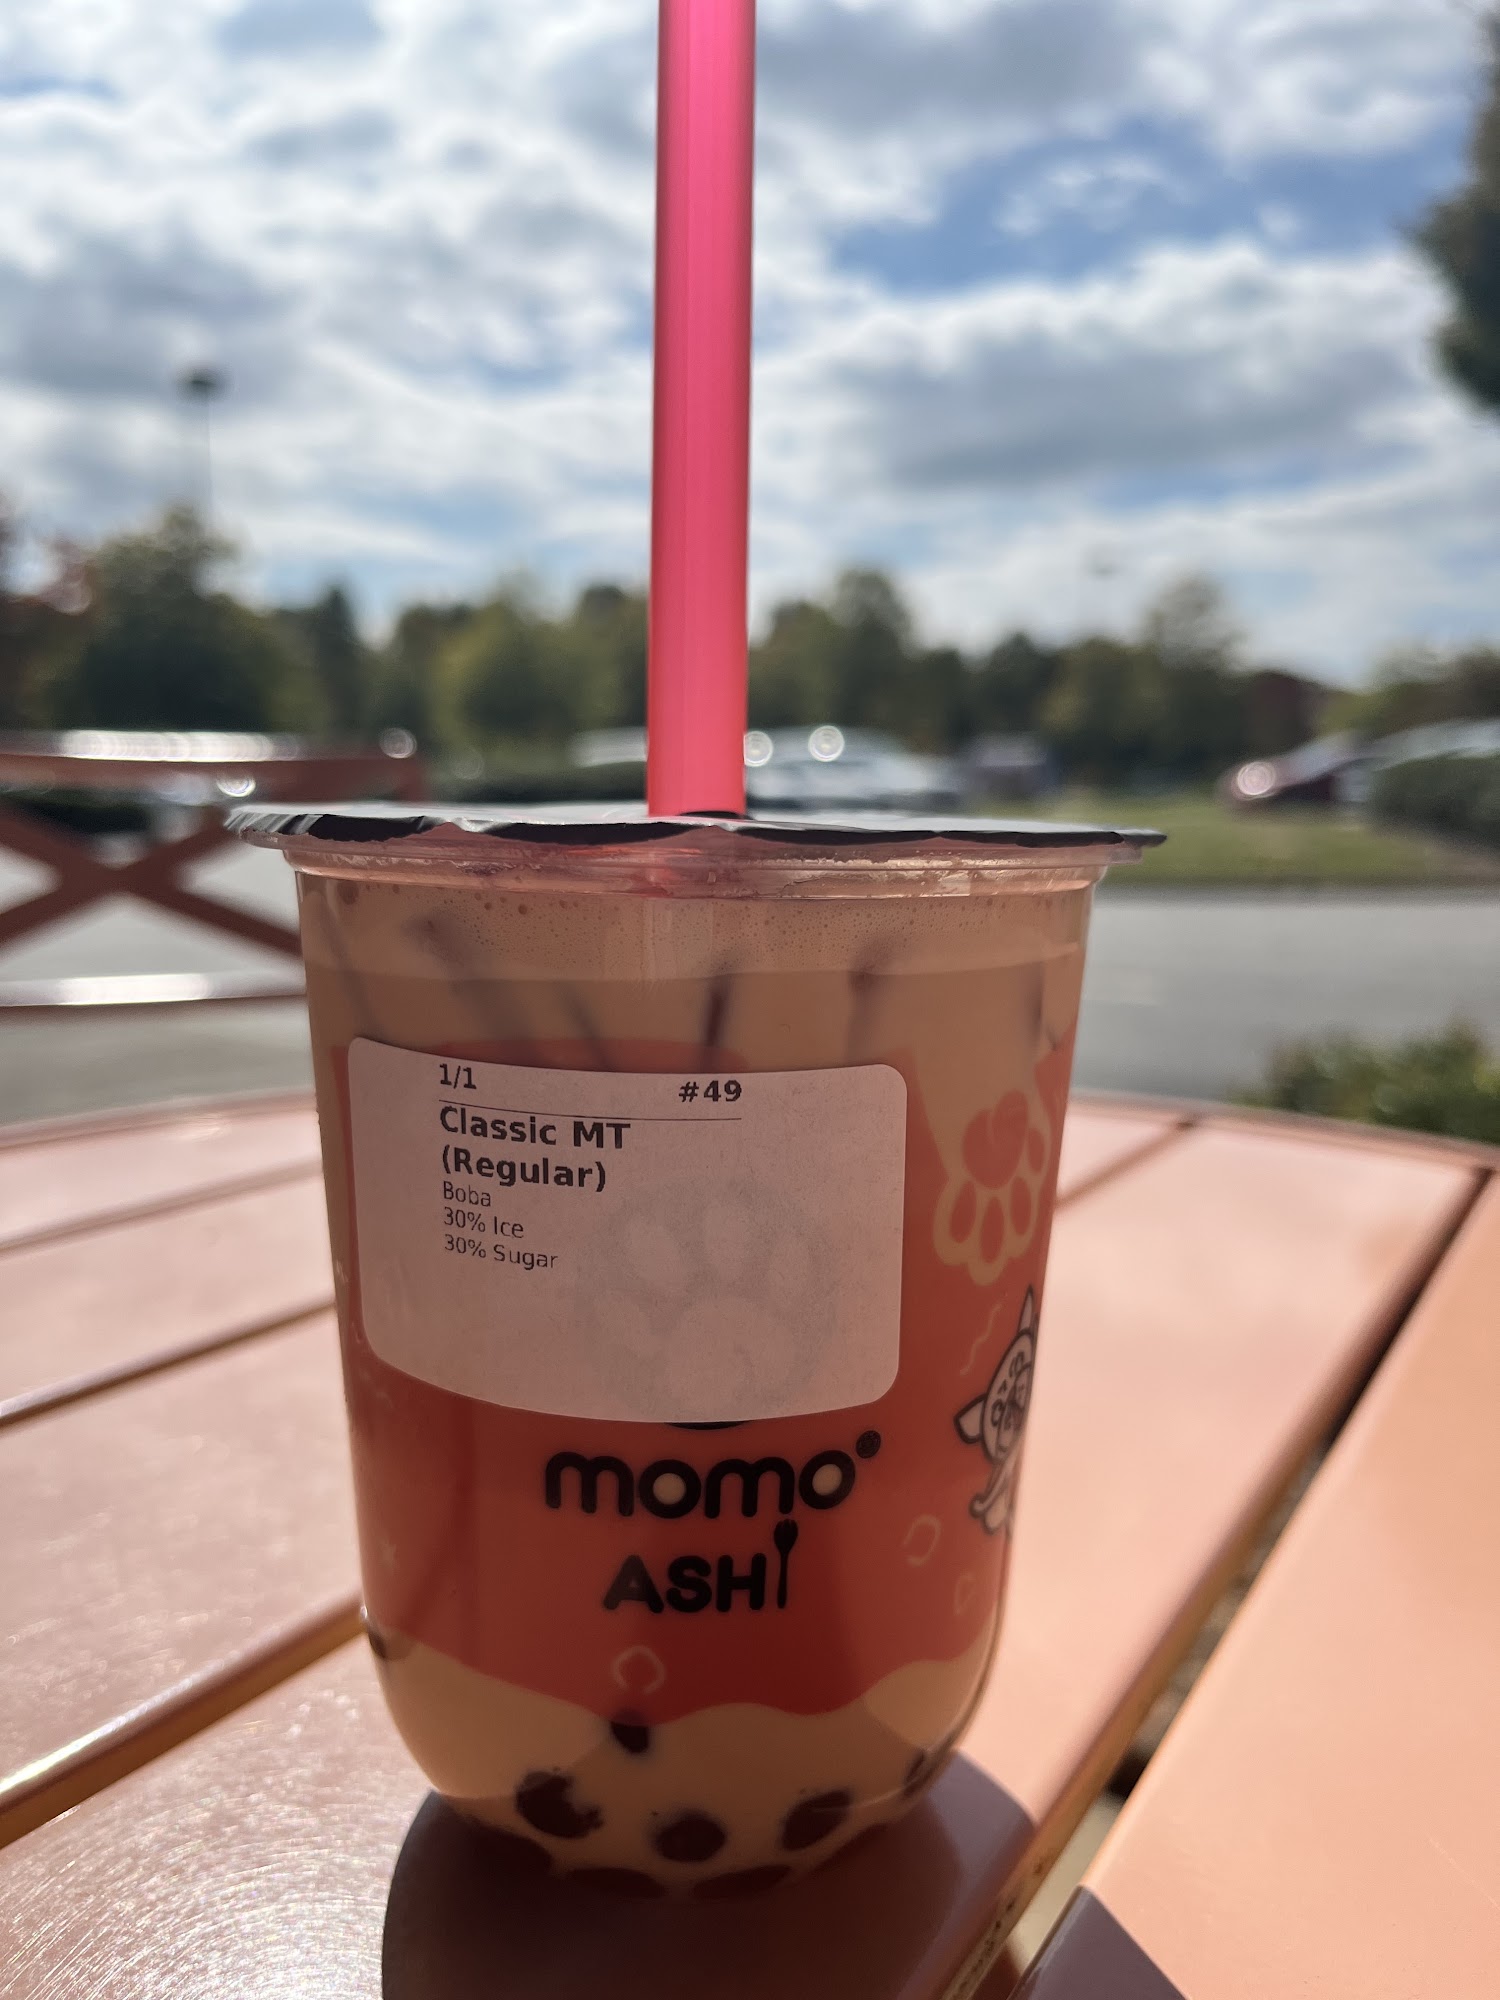 1/1 #49
Classic MT
(Regular)
Boba
30% Ice
30% Sugar
momo®
ASHi